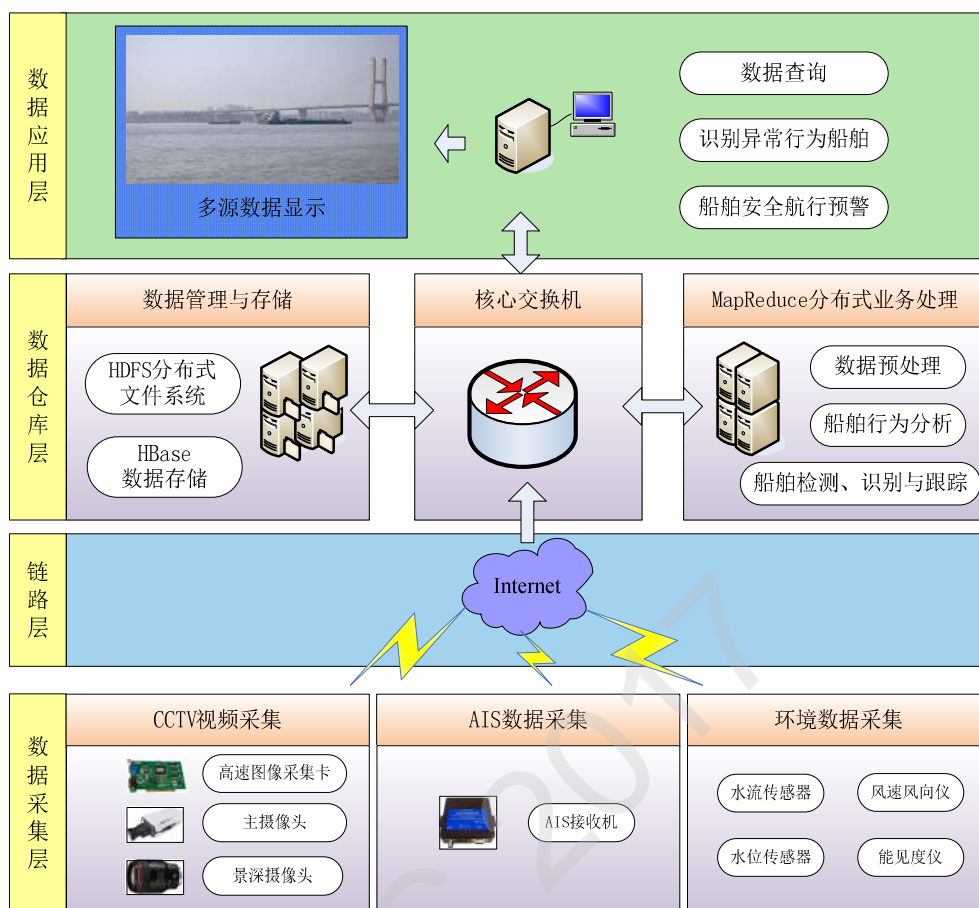 数据应用层
多源数据显示
数据查询
识别异常行为船舶
船舶安全航行预警
数据仓库层
数据管理与存储
HDFS分布式
文件系统
HBase
数据存储
核心交换机
MapReduce分布式业务处理
数据预处理
船舶行为分析
船舶检测、识别与跟踪
链路层
Internet
数据采集层
CCTV视频采集
高速图像采集卡
主摄像头
景深摄像头
AIS数据采集
AIS接收机
环境数据采集
水流传感器
风速风向仪
水位传感器
能见度仪
2017